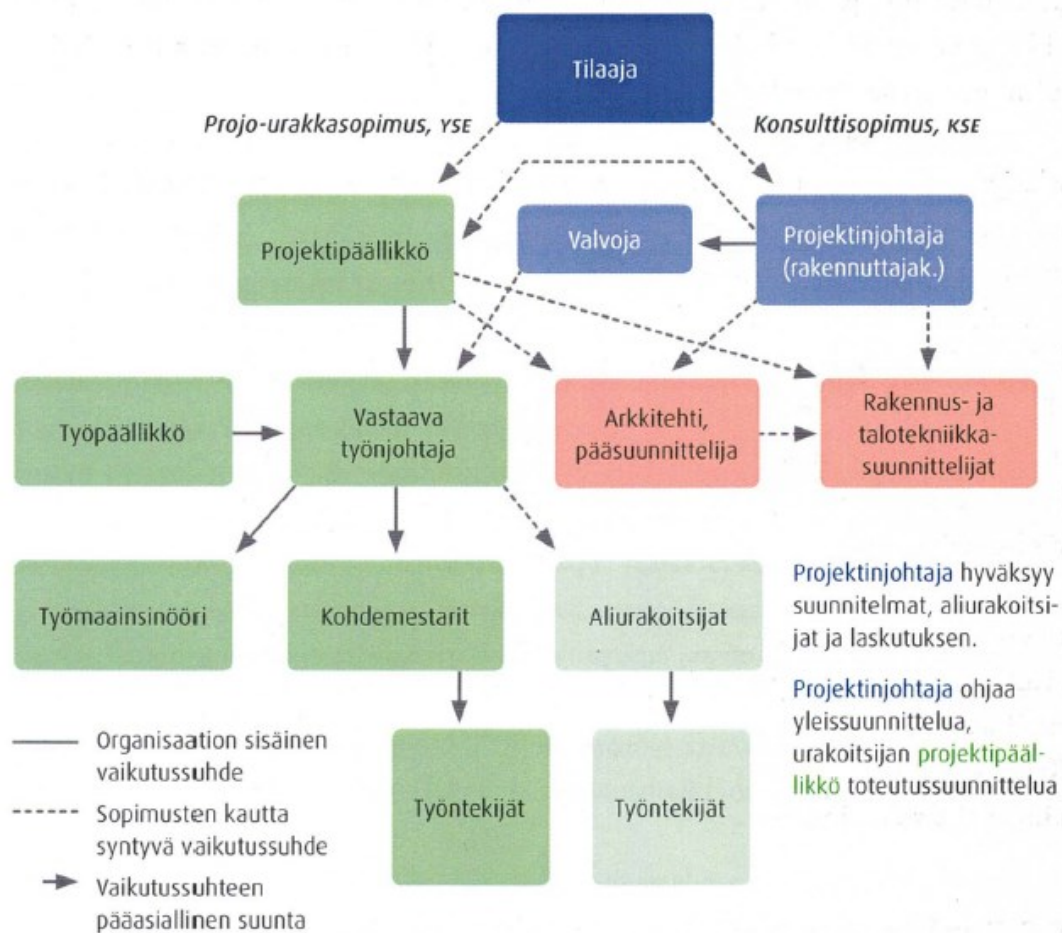 Tilaaja
Projo-urakkasopimus, YSE
Konsulttisopimus, KSE
Projektipäällikkö
Valvoja
Projektinjohtaja
(rakennuttajak.)
Työpäällikkö
Vastaava
työnjohtaja
Arkkitehti,
pääsuunnittelija
Rakennus- ja
talotekniikka-
suunnittelijat
Työmaainsinööri
Kohdemestarit
Aliurakoitsijat
Projektinjohtaja hyväksyy
suunnitelmat, aliurakoitsi-
jat ja laskutuksen.
Projektinjohtaja ohjaa
yleissuunnittelua,
urakoitsijan projektipääl-
likkö toteutussuunnittelua
Työntekijät
Työntekijät
Organisaation sisäinen
vaikutussuhde
Sopimusten kautta
syntyvä vaikutussuhde
Vaikutussuhteen
pääasiallinen suunta